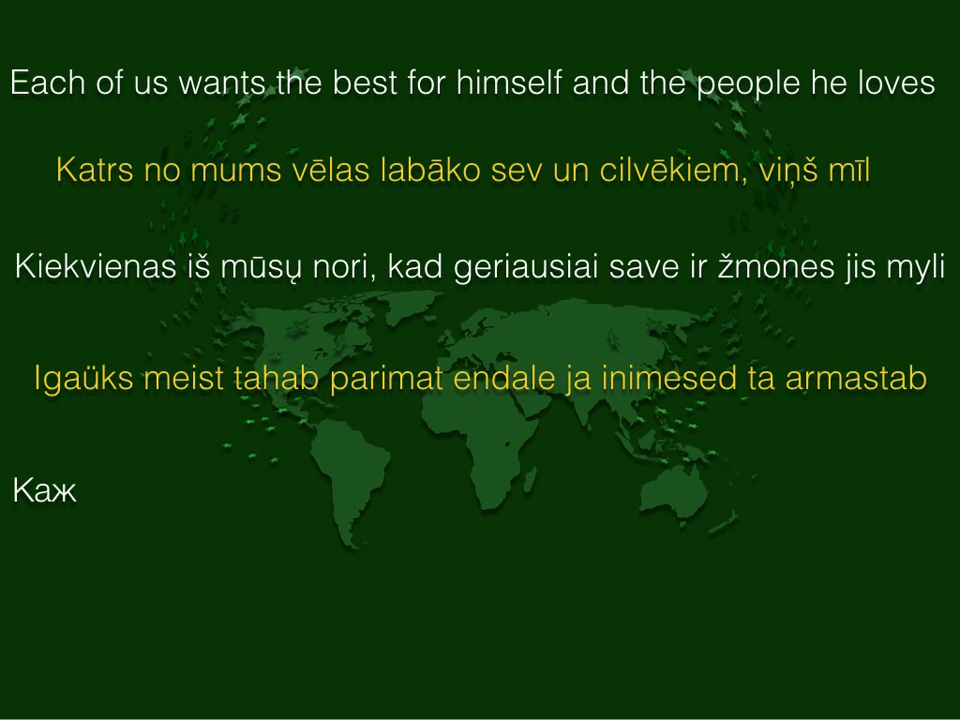 Each of us wants the best for himself and the people he loves
Katrs no mums vēlas labāko sev un cilvēkiem, viņš mīl
Kiekvienas iš mūsų nori, kad geriausiai save ir žmones jis myli
Igaüks meist tahab parimat endale ja inimesed ta armastab
Каж